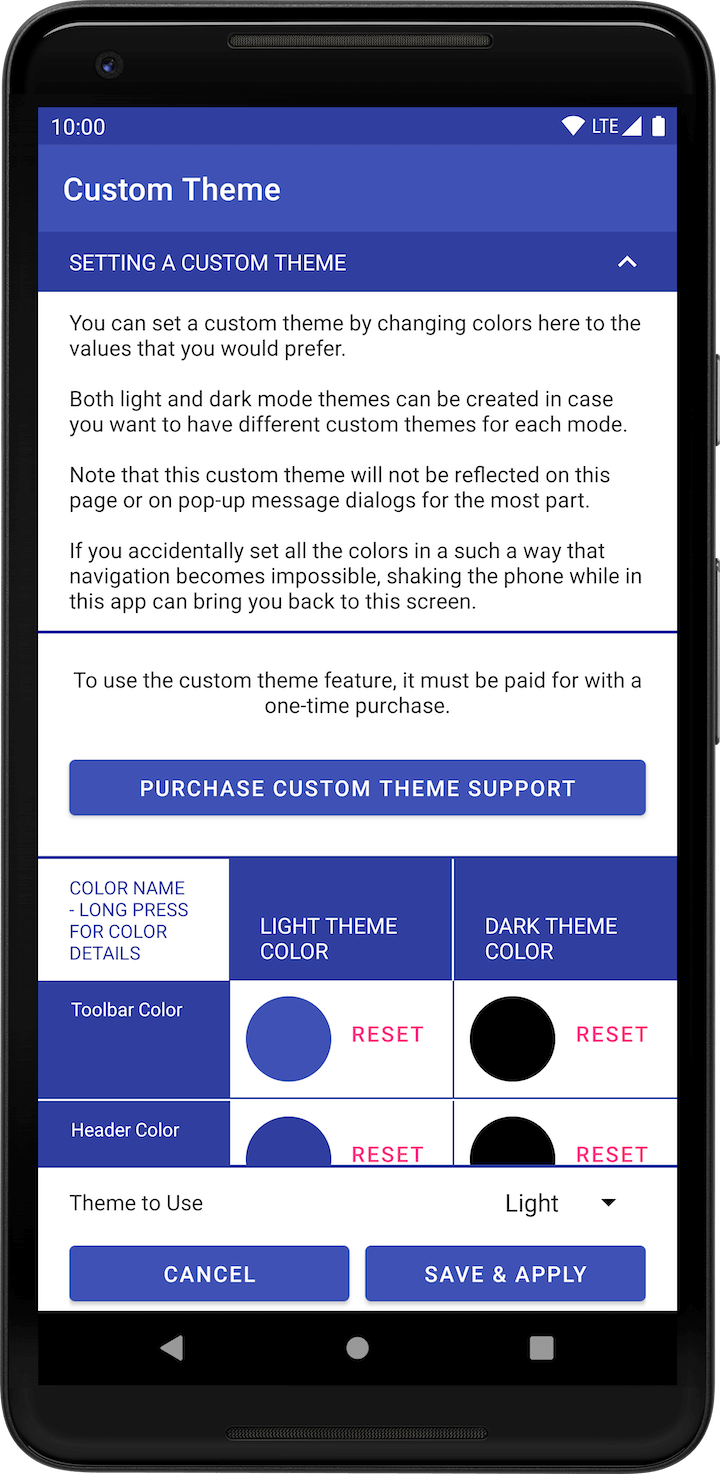 10:00 LTE
Custom Theme
SETTING A CUSTOM THEME
You can set a custom theme by changing colors here to the
values that you would prefer.
Both light and dark mode themes can be created in case
you want to have different custom themes for each mode.
Note that this custom theme will not be reflected on this
page or on pop-up message dialogs for the most part.
If you accidentally set all the colors in a such a way that
navigation becomes impossible, shaking the phone while in
this app can bring you back to this screen.
To use the custom theme feature, it must be paid for with a
one-time purchase.
PURCHASE CUSTOM THEME SUPPORT
COLOR NAME
- LONG PRESS
FOR COLOR
DETAILS
LIGHT THEME
COLOR
DARK THEME
COLOR
Toolbar Color
RESET
RESET
Header Color
RESET
RESET
Theme to Use
Light
CANCEL
SAVE & APPLY